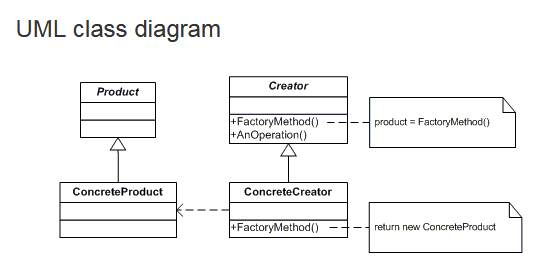 UML class diagram
Product
Creator
+FactoryMethod()
+AnOperation()
product = FactoryMethod()
ConcreteProduct
ConcreteCreator
+FactoryMethod()
return new ConcreteProduct